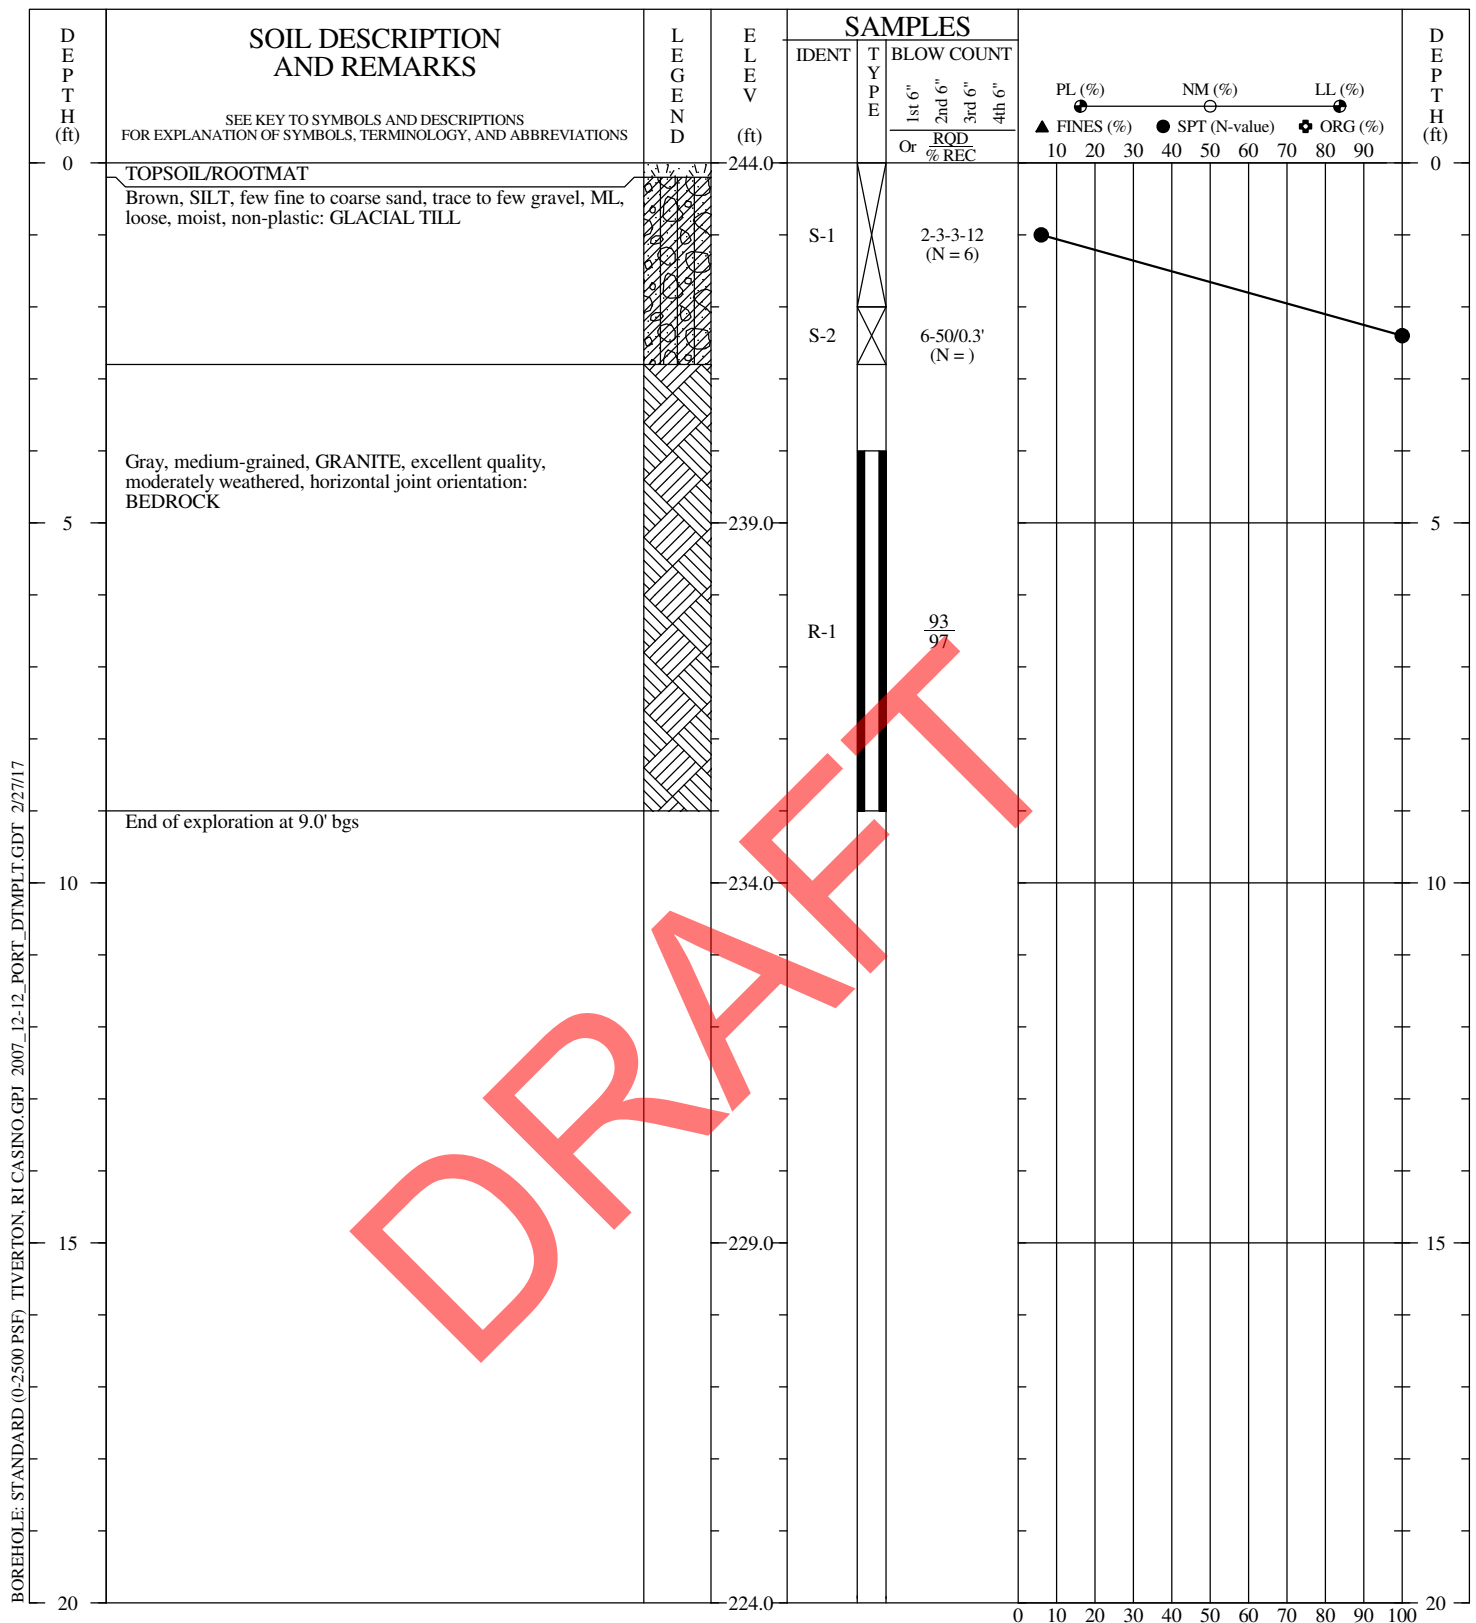 DEPTH
(ft)
SOIL DESCRIPTION
AND REMARKS
SEE KEY TO SYMBOLS AND DESCRIPTIONS
FOR EXPLANATION OF SYMBOLS, TERMINOLOGY, AND ABBREVIATIONS
LEGEND
ELEV
(ft)
SAMPLES
IDENT
TYPE
BLOW COUNT
1st 6"
2nd 6"
3rd 6"
4th 6"
Or RQD
% REC
PL (%) NM (%) LL (%)
FINES (%) SPT (N-value) ORG (%)
10 20 30 40 50 60 70 80 90
DEPTH
(ft)
0 244.0 0
TOPSOIL/ROOTMAT
Brown, SILT, few fine to coarse sand, trace to few gravel, ML,
loose, moist, non-plastic: GLACIAL TILL
S-1 2-3-3-12
(N = 6)
S-2 6-50/0.3'
(N = )
Gray, medium-grained, GRANITE, excellent quality,
moderately weathered, horizontal joint orientation:
BEDROCK
5 239.0 5
R-1 93
97
End of exploration at 9.0' bgs
10 234.0 10
15 229.0 15
20 224.0 20
0 10 20 30 40 50 60 70 80 90 100
DRAFT
BOREHOLE: STANDARD (0-2500 PSF) TIVERTON, RI CASINO.GPJ 2007_12-12_PORT_DTMPLT.GDT 2/27/17